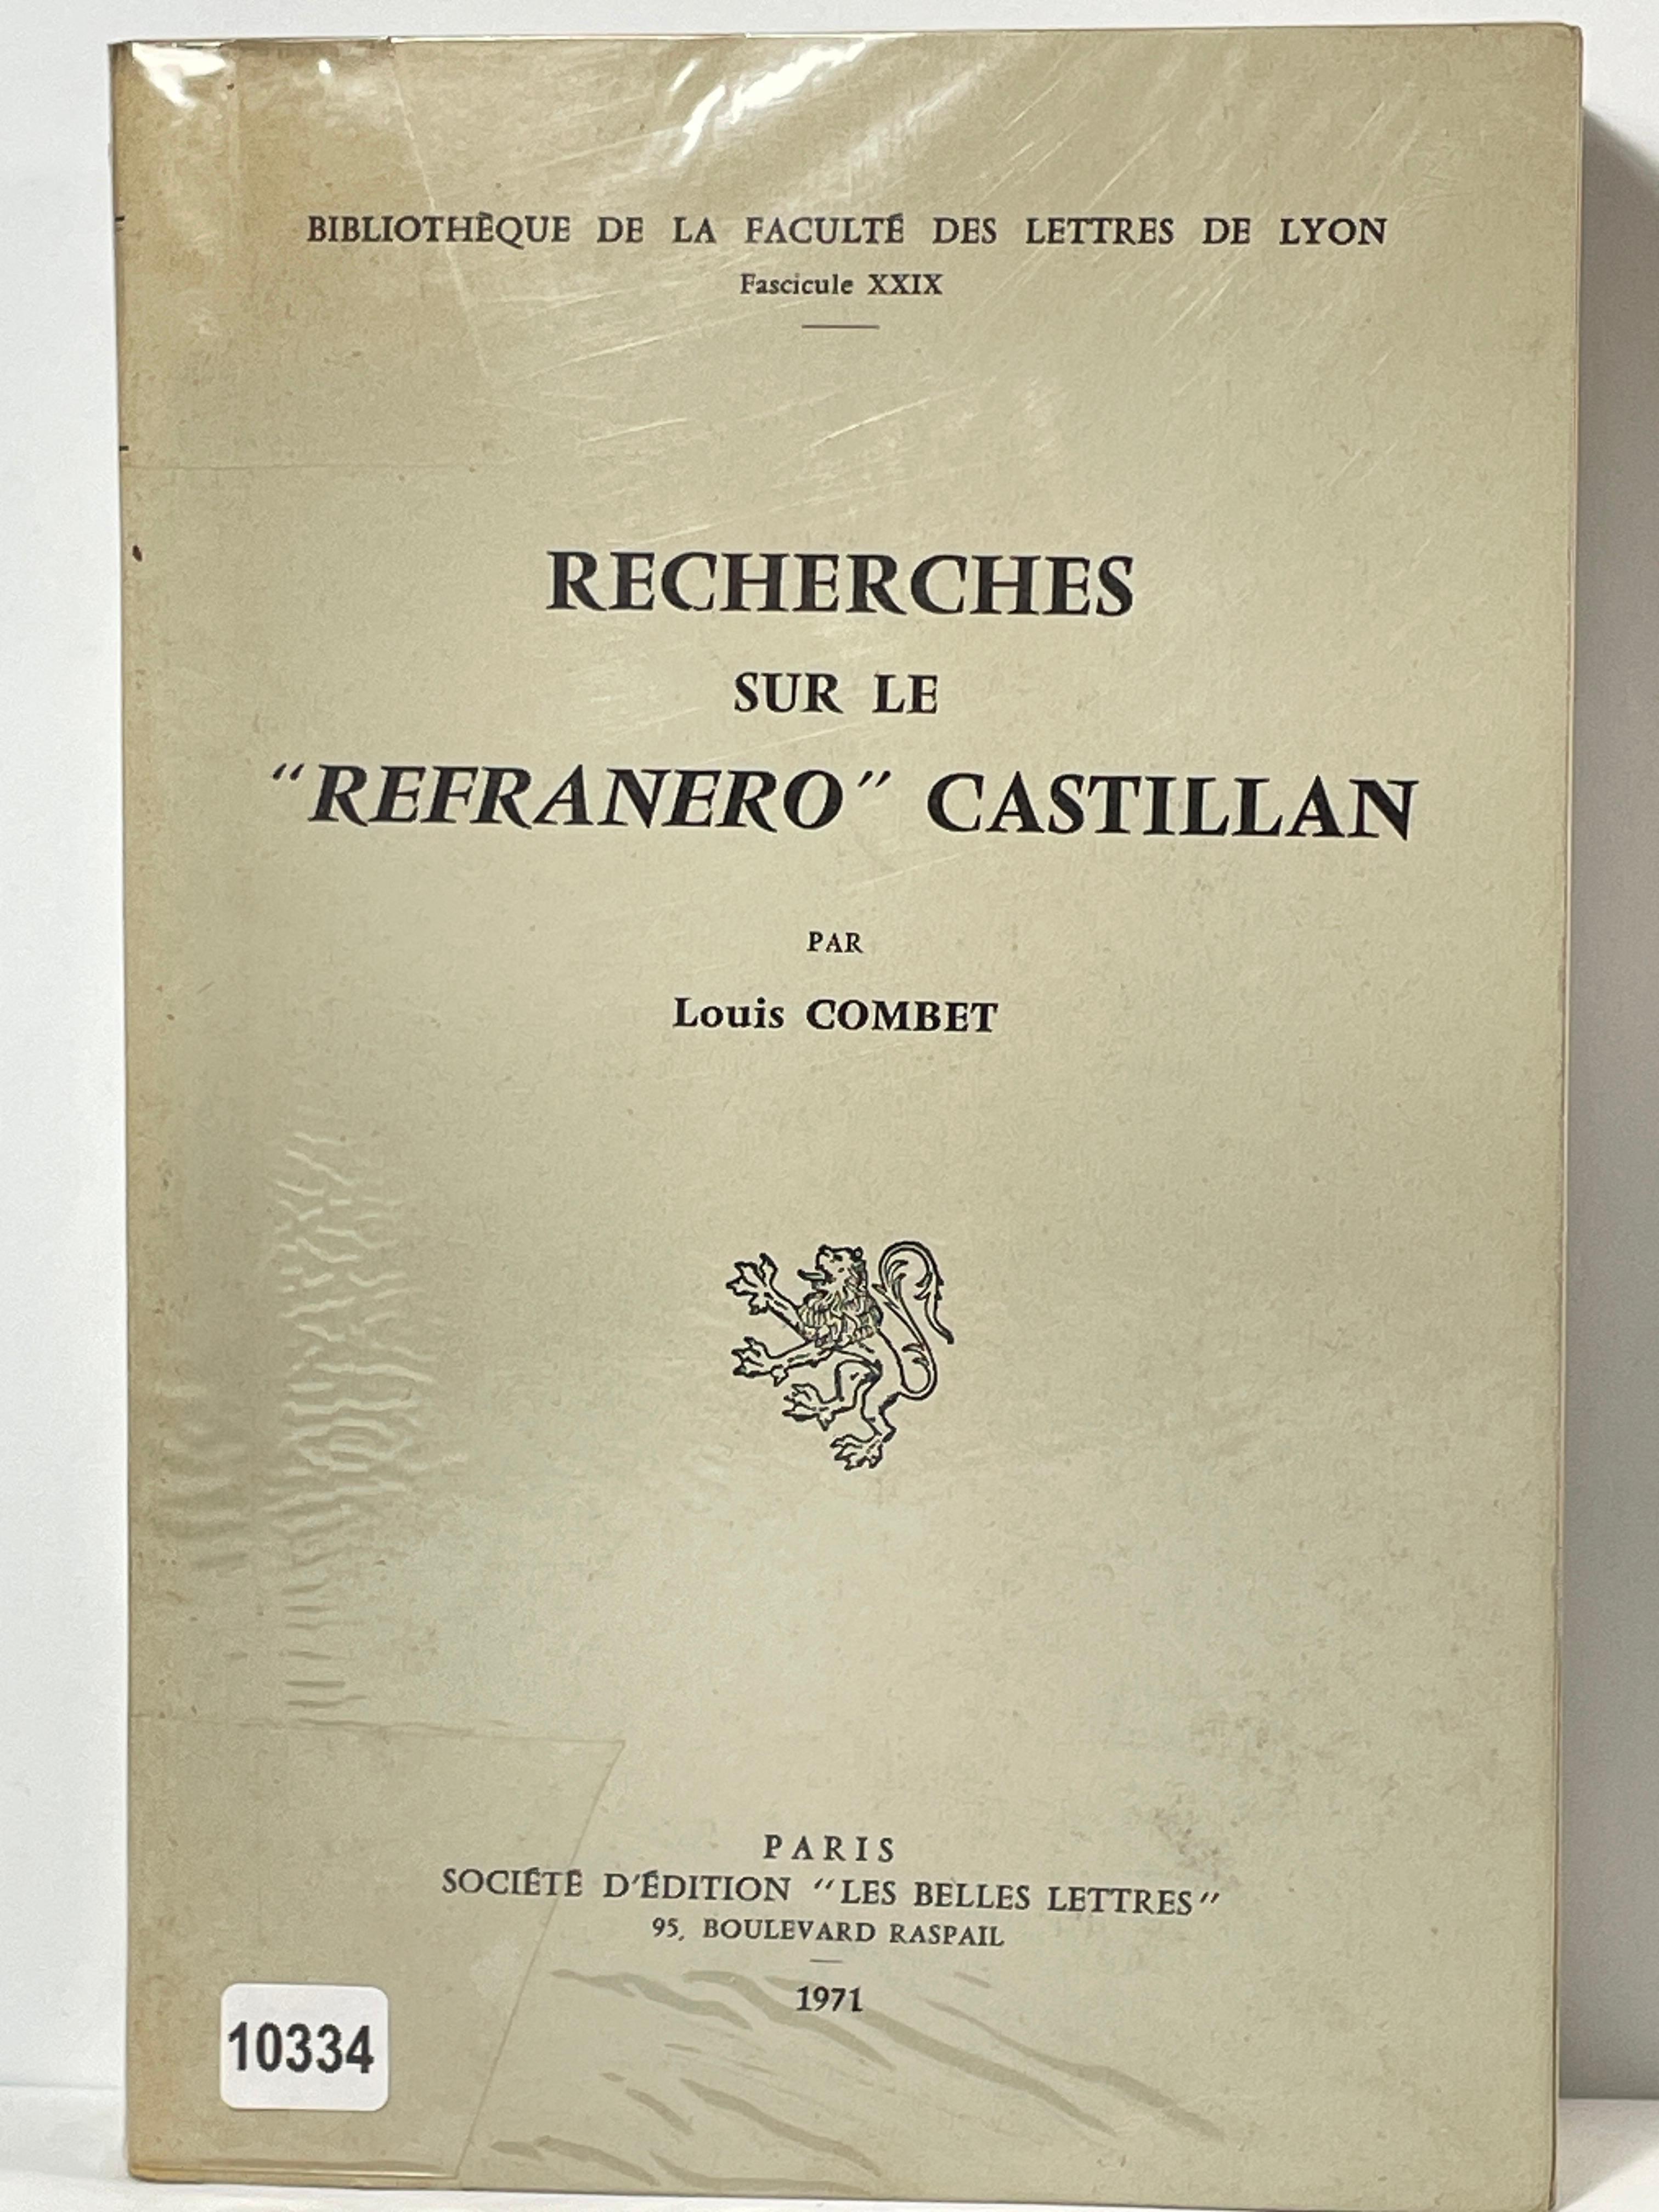 BIBLIOTHÈQUE DE LA FACULTÉ DES LETTRES DE LYON
Fascicule XXIX
RECHERCHES
SUR LE
"REFRANERO" CASTILLAN
PAR
Louis COMBET
PARIS
SOCIÉTÉ D'ÉDITION "LES BELLES LETTRES"
95, BOULEVARD RASPAIL
1971
10334